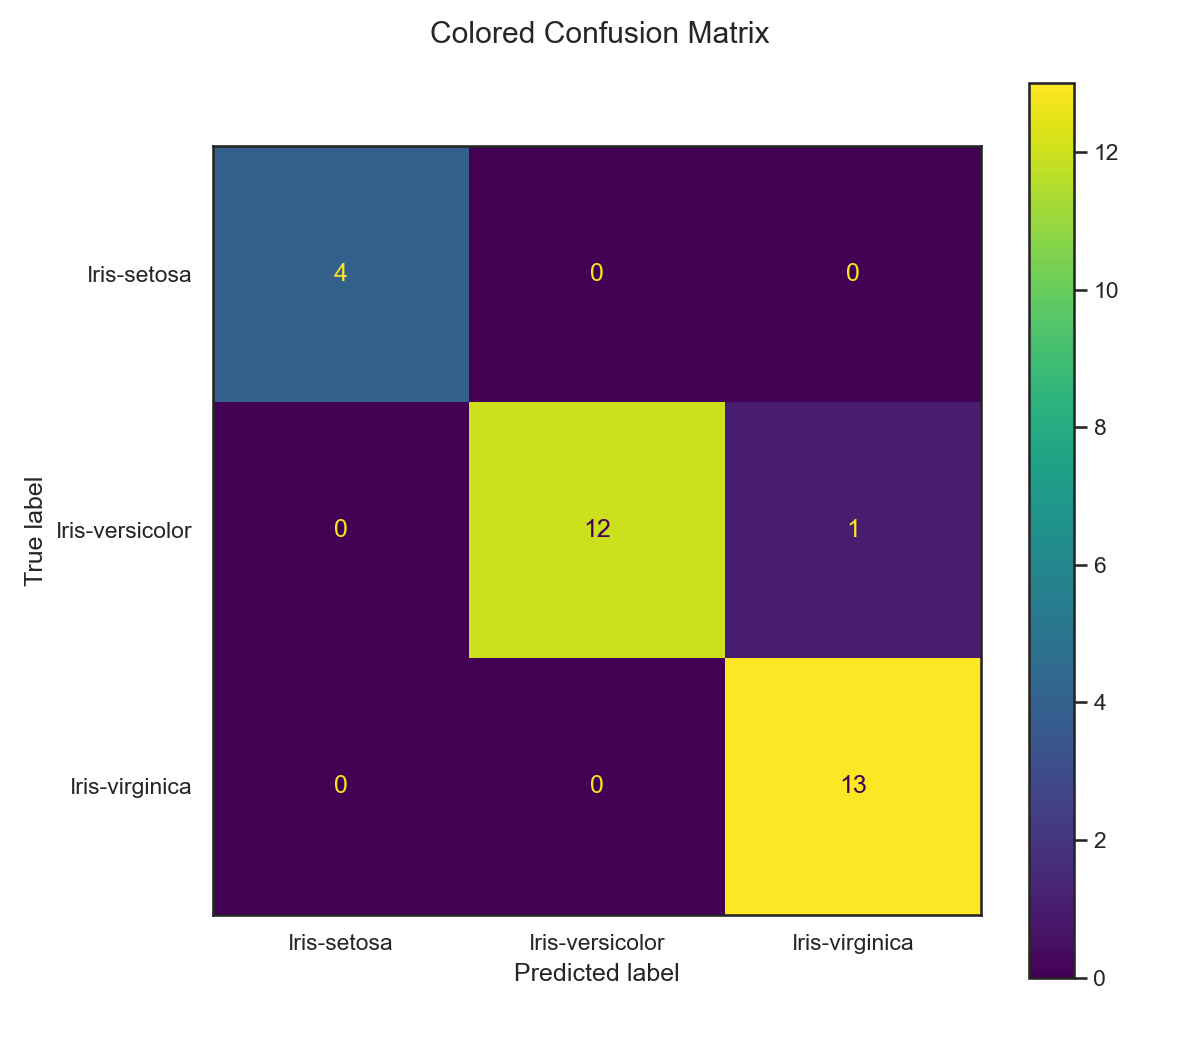 Colored Confusion Matrix
12
10
8
6
4
2
0
True label
Iris-setosa
4
0
0
Iris-versicolor
0
12
1
Iris-virginica
0
0
13
Iris-setosa
Iris-versicolor
Iris-virginica
Predicted label